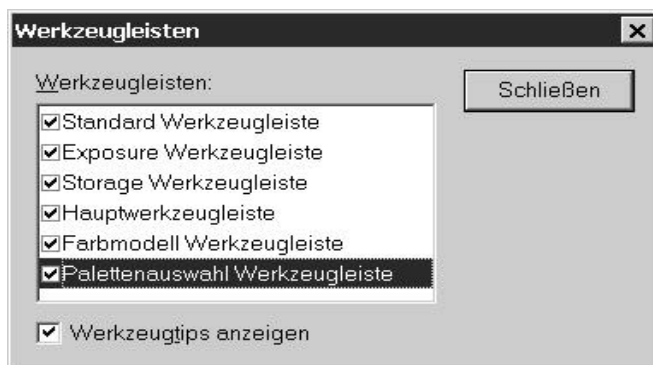 Werkzeugleisten
Werkzeugleisten:
Schließen
Standard Werkzeugleiste
Exposure Werkzeugleiste
Storage Werkzeugleiste
Hauptwerkzeugleiste
Farbmodell Werkzeugleiste
Palettenauswahl Werkzeugleiste
Werkzeugtips anzeigen